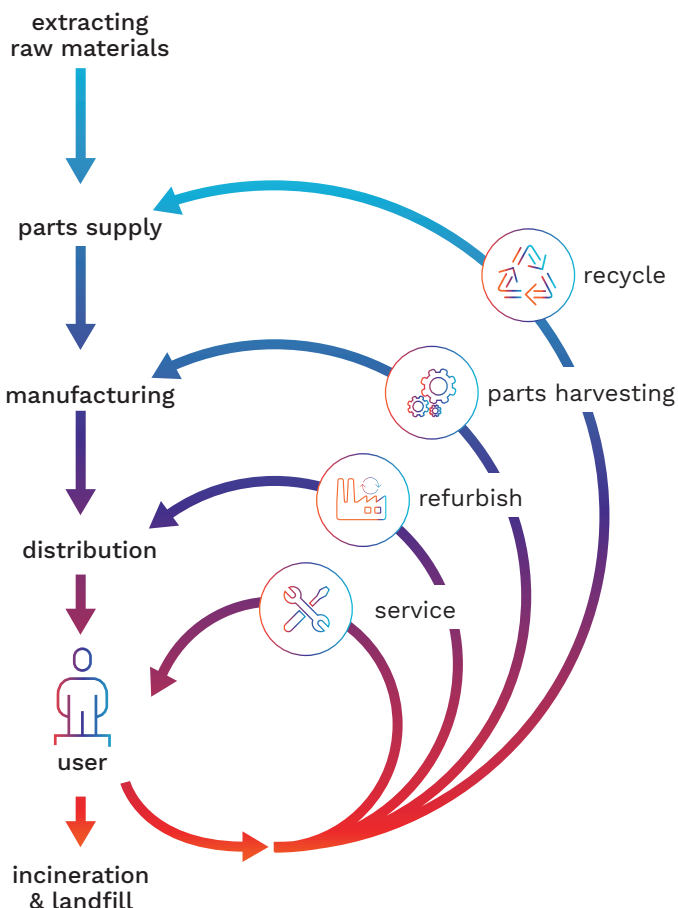 extracting
raw materials
parts supply
recycle
manufacturing
parts harvesting
refurbish
distribution
service
user
incineration
& landfill